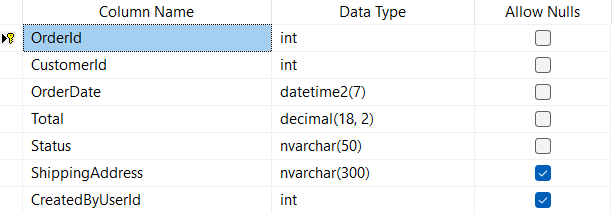 Column Name Data Type Allow Nulls
OrderId int
CustomerId int
OrderDate datetime2(7)
Total decimal(18, 2)
Status nvarchar(50)
ShippingAddress nvarchar(300)
CreatedByUserId int